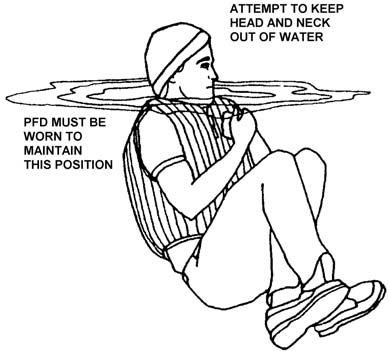 ATTEMPT TO KEEP
HEAD AND NECK
OUT OF WATER
PFD MUST BE
WORN TO
MAINTAIN
THIS POSITION